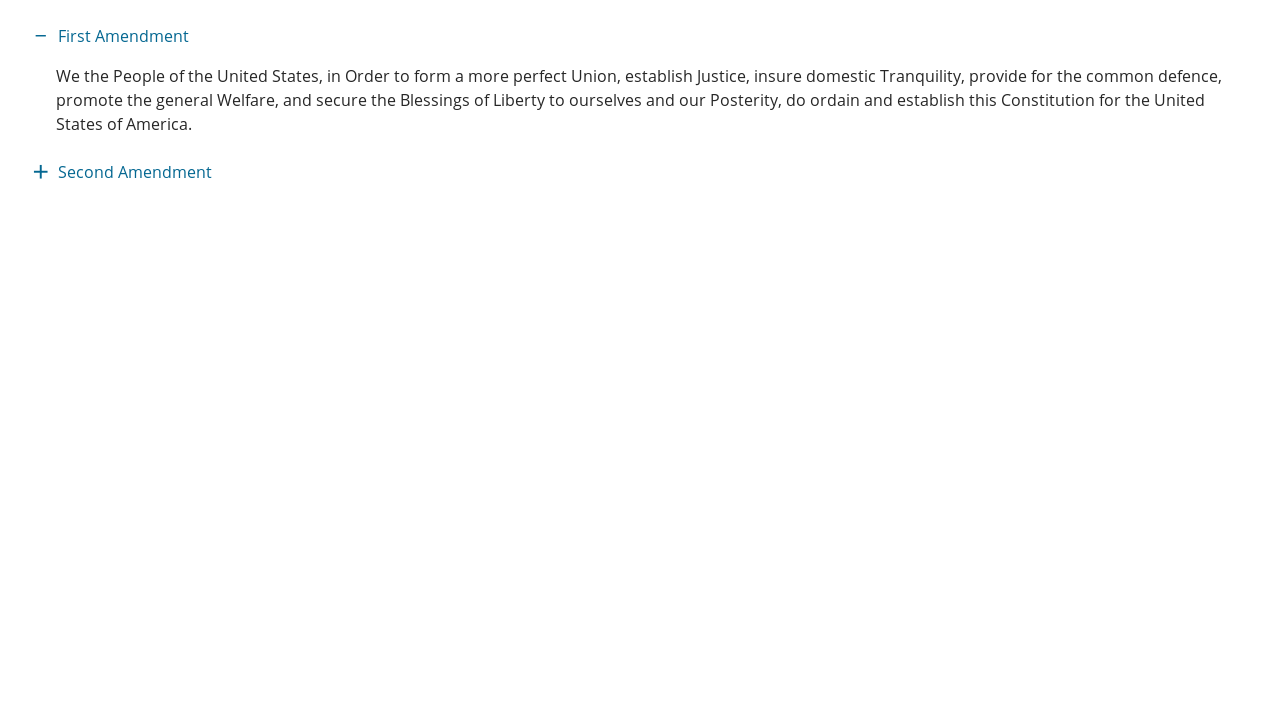 First Amendment
We the People of the United States, in Order to form a more perfect Union, establish Justice, insure domestic Tranquility, provide for the common defence,
promote the general Welfare, and secure the Blessings of Liberty to ourselves and our Posterity, do ordain and establish this Constitution for the United
States of America.
Second Amendment